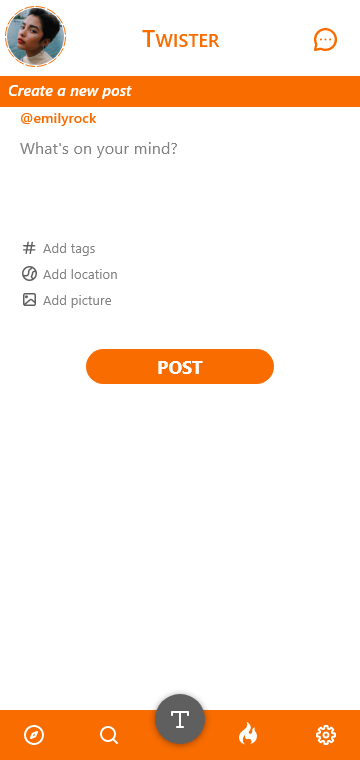 Twister
Create a new post
@emilyrock
What's on your mind?
Add tags
Add location
Add picture
POST
T